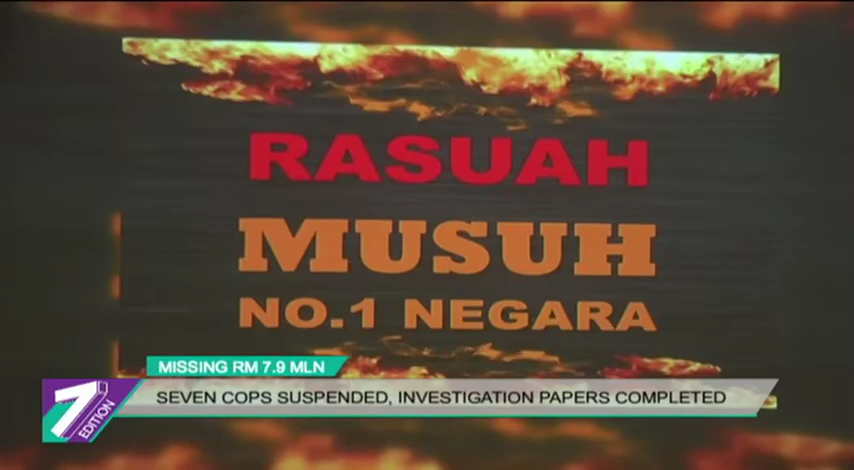 RASUAH
MUSUH
NO.1 NEGARA
MISSING RM 7.9 MLN
SEVEN COPS SUSPENDED, INVESTIGATION PAPERS COMPLETED
7
EDITION